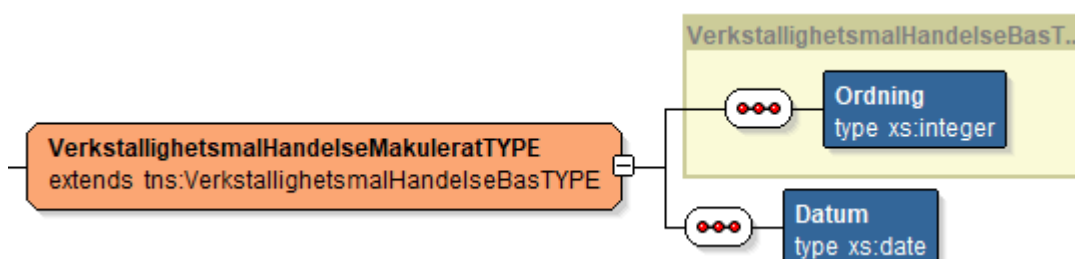 VerkstallighetsmalHandelseBasT..
Ordning
type xs:integer
VerkstallighetsmalHandelseMakuleratTYPE
extends tns:VerkstallighetsmalHandelseBasTYPE
Datum
type xs:date